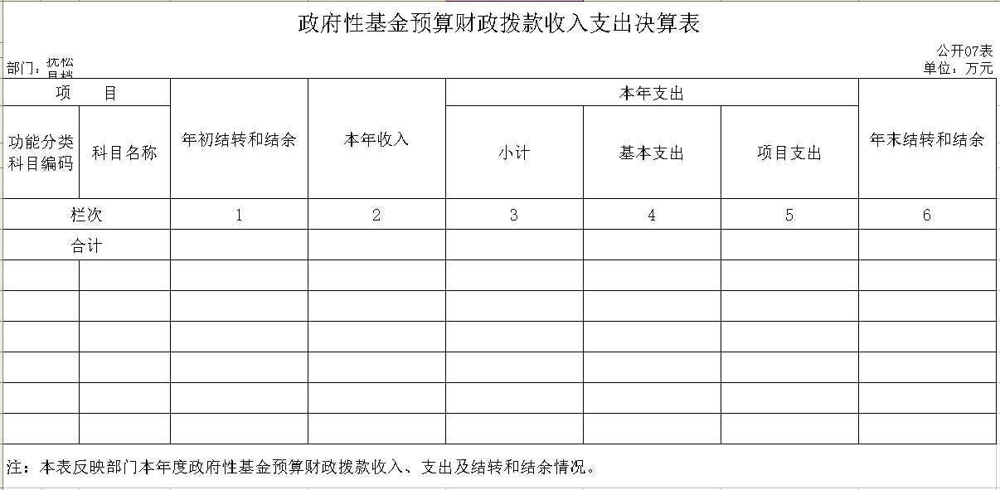 政府性基金预算财政拨款收入支出决算表
公开07表
部门：抚松
县档
单位：万元
项 目
年初结转和结余
本年收入
本年支出
年末结转和结余
功能分类
科目编码
科目名称
小计
基本支出
项目支出
栏次 1 2 3 4 5 6
合计
注：本表反映部门本年度政府性基金预算财政拨款收入、支出及结转和结余情况。